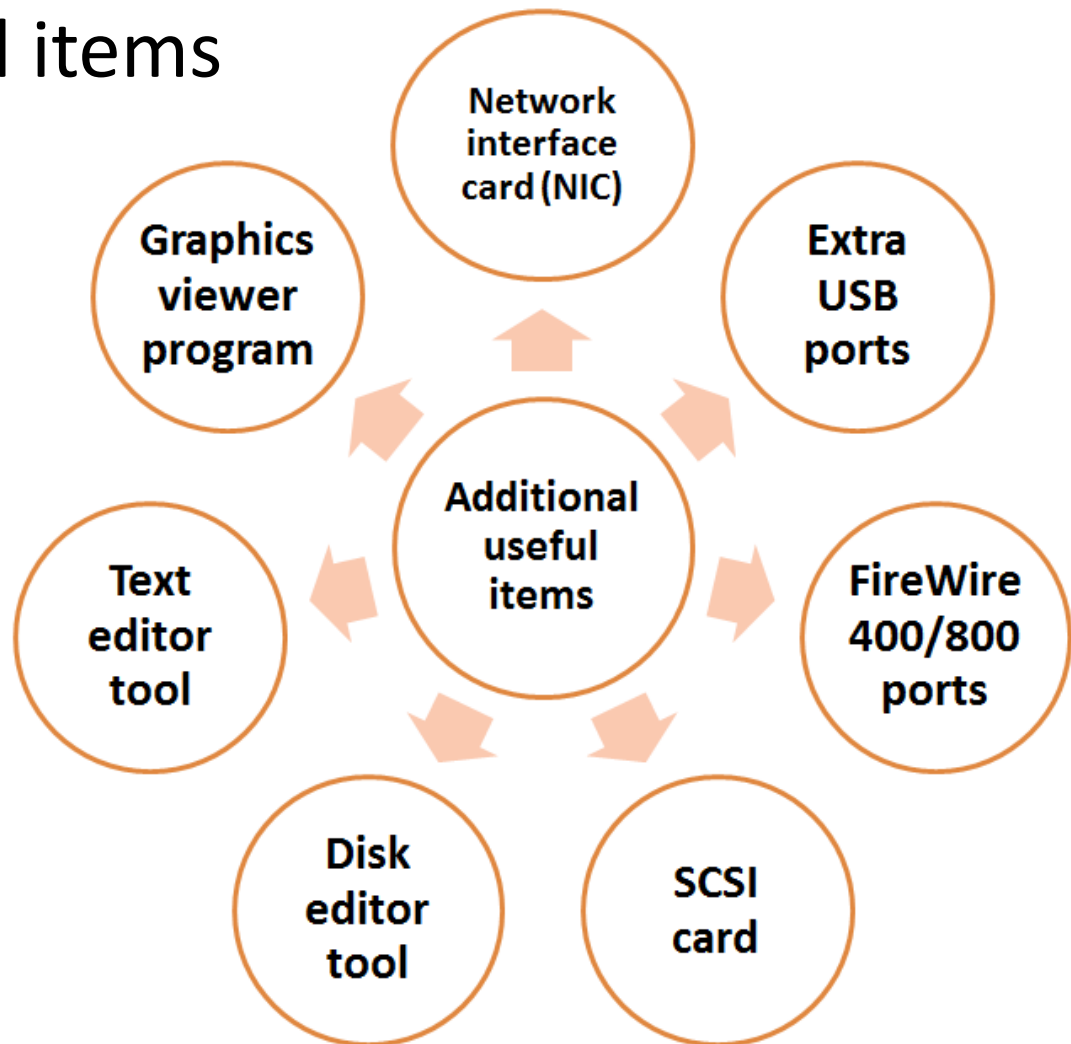 l items
Network
interface
card (NIC)
Extra
USB
ports
FireWire
400/800
ports
SCSI
card
Disk
editor
tool
Text
editor
tool
Graphics
viewer
program
Additional
useful
items